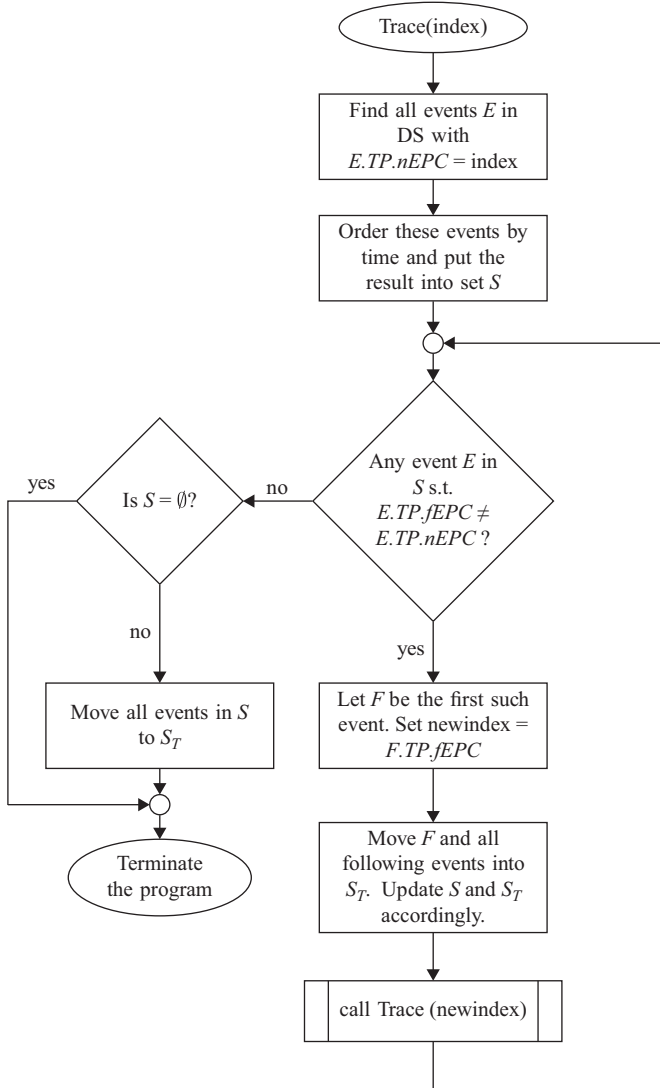 Trace(index)
Find all events E in
DS with
E.TP.nEPC = index
Order these events by
time and put the
result into set S
Any event E in
S s.t.
E.TP.fEPC ≠
E.TP.nEPC ?
no
Is S = ∅?
yes
no
yes
Move all events in S
to S_T
Let F be the first such
event. Set newindex =
F.TP.fEPC
Terminate
the program
Move F and all
following events into
S_T. Update S and S_T
accordingly.
call Trace (newindex)